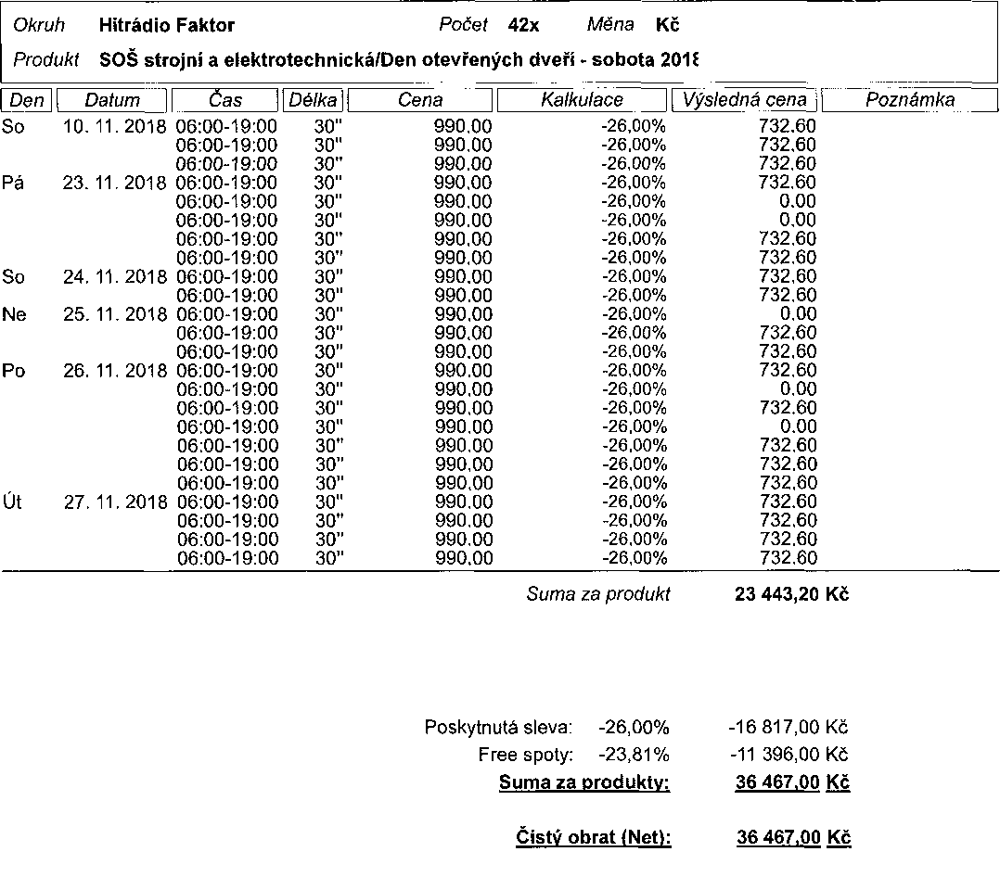 Okruh Hitrádio Faktor Počet 42x Měna Kč
Produkt SOŠ strojní a elektrotechnická/Den otevřených dveří - sobota 2018
Den Datum Čas Délka Cena Kalkulace Výsledná cena Poznámka
So 10. 11. 2018 06:00-19:00 30" 990,00 -26,00% 732,60
06:00-19:00 30" 990,00 -26,00% 732,60
06:00-19:00 30" 990,00 -26,00% 732,60
Pá 23. 11. 2018 06:00-19:00 30" 990,00 -26,00% 732,60
06:00-19:00 30" 990,00 -26,00% 0,00
06:00-19:00 30" 990,00 -26,00% 0,00
06:00-19:00 30" 990,00 -26,00% 732,60
06:00-19:00 30" 990,00 -26,00% 732,60
So 24. 11. 2018 06:00-19:00 30" 990,00 -26,00% 732,60
06:00-19:00 30" 990,00 -26,00% 732,60
Ne 25. 11. 2018 06:00-19:00 30" 990,00 -26,00% 0,00
06:00-19:00 30" 990,00 -26,00% 732,60
06:00-19:00 30" 990,00 -26,00% 732,60
Po 26. 11. 2018 06:00-19:00 30" 990,00 -26,00% 732,60
06:00-19:00 30" 990,00 -26,00% 0,00
06:00-19:00 30" 990,00 -26,00% 732,60
06:00-19:00 30" 990,00 -26,00% 0,00
06:00-19:00 30" 990,00 -26,00% 732,60
06:00-19:00 30" 990,00 -26,00% 732,60
06:00-19:00 30" 990,00 -26,00% 732,60
Út 27. 11. 2018 06:00-19:00 30" 990,00 -26,00% 732,60
06:00-19:00 30" 990,00 -26,00% 732,60
06:00-19:00 30" 990,00 -26,00% 732,60
06:00-19:00 30" 990,00 -26,00% 732,60
Suma za produkt 23 443,20 Kč
Poskytnutá sleva: -26,00% -16 817,00 Kč
Free spoty: -23,81% -11 396,00 Kč
Suma za produkty: 36 467,00 Kč
Čistý obrat (Net): 36 467,00 Kč